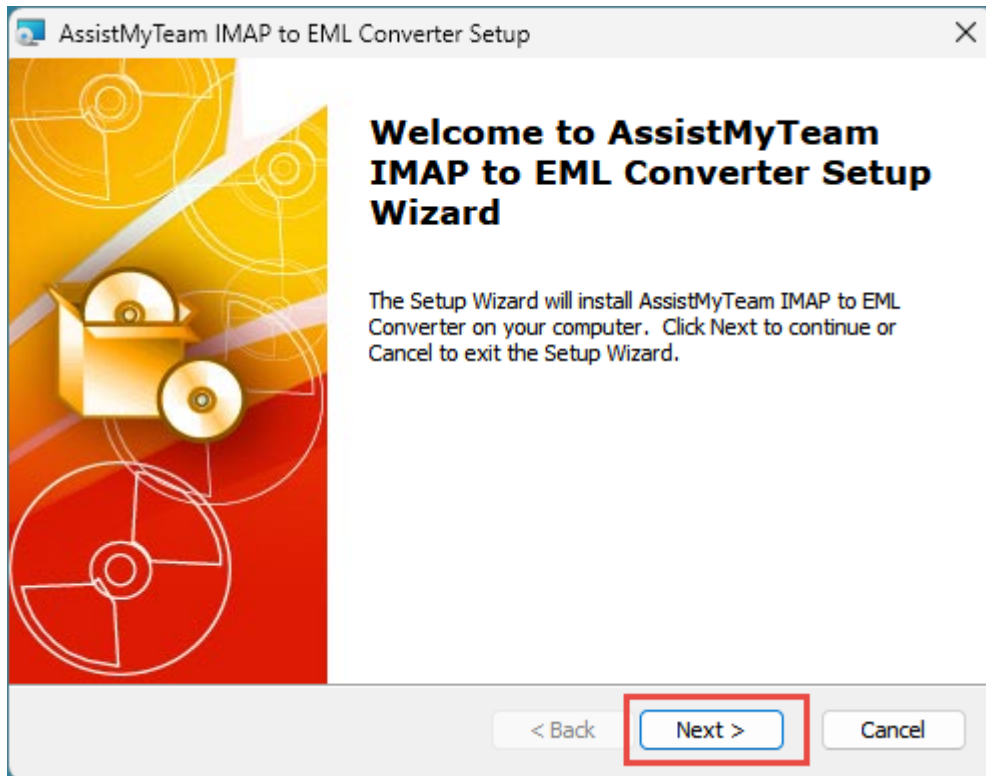 AssistMyTeam IMAP to EML Converter Setup
Welcome to AssistMyTeam
IMAP to EML Converter Setup
Wizard
The Setup Wizard will install AssistMyTeam IMAP to EML
Converter on your computer. Click Next to continue or
Cancel to exit the Setup Wizard.
< Back Next > Cancel